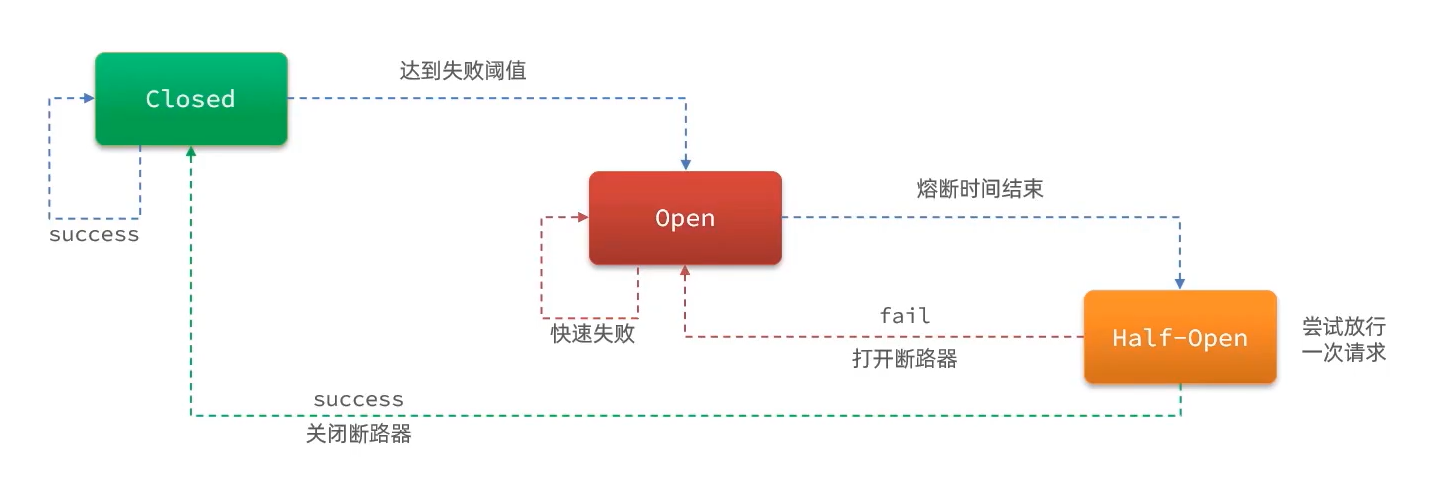 达到失败阈值
Closed
熔断时间结束
Open
success
fail
尝试放行
Half-Open
一次请求
快速失败
打开断路器
success
关闭断路器